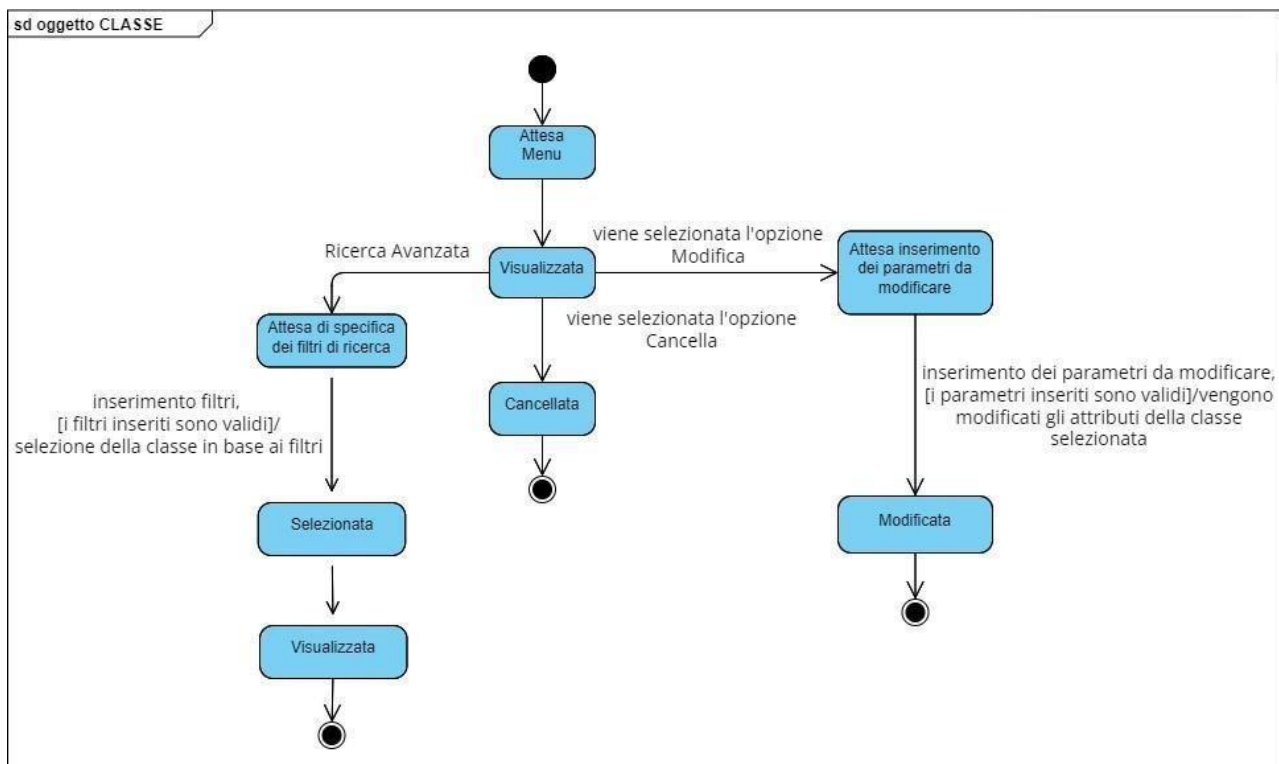 sd oggetto CLASSE
Attesa
Menu
Ricerca Avanzata
Visualizzata
viene selezionata l'opzione
Modifica
Attesa inserimento
dei parametri da
modificare
Attesa di specifica
dei filtri di ricerca
viene selezionata l'opzione
Cancella
inserimento filtri,
[i filtri inseriti sono validi]/
selezione della classe in base ai filtri
Cancellata
inserimento dei parametri da modificare,
[i parametri inseriti sono validi]/vengono
modificati gli attributi della classe
selezionata
Selezionata
Modificata
Visualizzata